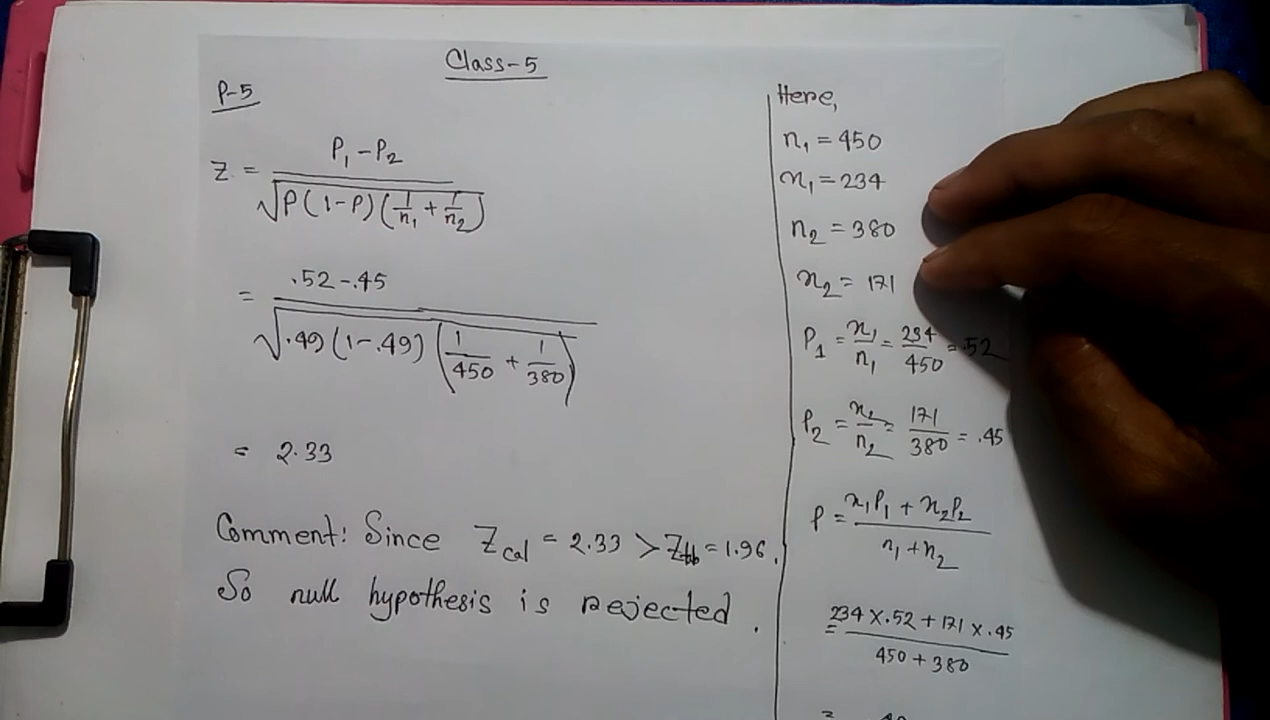 Class-5
P-5
Z = P₁ - P₂ / √P(1-P)(1/n₁ + 1/n₂)
= .52-.45 / √.49(1-.49)(1/450 + 1/380)
= 2.33
Comment: Since Zcal = 2.33 > Ztab = 1.96.
So null hypothesis is rejected.
Here,
n₁ = 450
x₁ = 234
n₂ = 380
x₂ = 171
P₁ = x₁/n₁ = 234/450 = .52
P₂ = x₂/n₂ = 171/380 = .45
P = x₁P₁ + x₂P₂ / n₁ + n₂
= 234 x .52 + 171 x .45 / 450 + 380
=